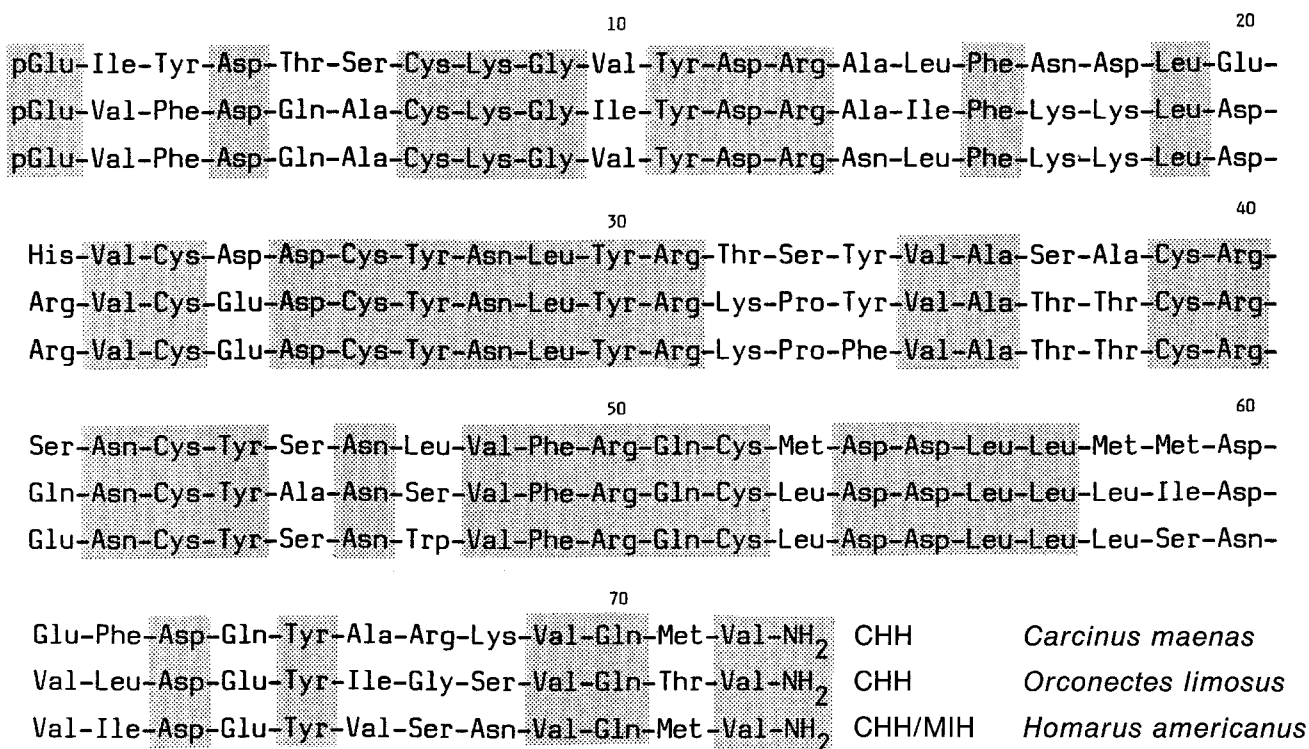 10 20
pGlu-Ile-Tyr-Asp-Thr-Ser-Cys-Lys-Gly-Val-Tyr-Asp-Arg-Ala-Leu-Phe-Asn-Asp-Leu-Glu-
pGlu-Val-Phe-Asp-Gln-Ala-Cys-Lys-Gly-Ile-Tyr-Asp-Arg-Ala-Ile-Phe-Lys-Lys-Leu-Asp-
pGlu-Val-Phe-Asp-Gln-Ala-Cys-Lys-Gly-Val-Tyr-Asp-Arg-Asn-Leu-Phe-Lys-Lys-Leu-Asp-
30 40
His-Val-Cys-Asp-Asp-Cys-Tyr-Asn-Leu-Tyr-Arg-Thr-Ser-Tyr-Val-Ala-Ser-Ala-Cys-Arg-
Arg-Val-Cys-Glu-Asp-Cys-Tyr-Asn-Leu-Tyr-Arg-Lys-Pro-Tyr-Val-Ala-Thr-Thr-Cys-Arg-
Arg-Val-Cys-Glu-Asp-Cys-Tyr-Asn-Leu-Tyr-Arg-Lys-Pro-Phe-Val-Ala-Thr-Thr-Cys-Arg-
50 60
Ser-Asn-Cys-Tyr-Ser-Asn-Leu-Val-Phe-Arg-Gln-Cys-Met-Asp-Asp-Leu-Leu-Met-Met-Asp-
Gln-Asn-Cys-Tyr-Ala-Asn-Ser-Val-Phe-Arg-Gln-Cys-Leu-Asp-Asp-Leu-Leu-Leu-Ile-Asp-
Glu-Asn-Cys-Tyr-Ser-Asn-Trp-Val-Phe-Arg-Gln-Cys-Leu-Asp-Asp-Leu-Leu-Leu-Ser-Asn-
70
Glu-Phe-Asp-Gln-Tyr-Ala-Arg-Lys-Val-Gln-Met-Val-NH2 CHH Carcinus maenas
Val-Leu-Asp-Glu-Tyr-Ile-Gly-Ser-Val-Gln-Thr-Val-NH2 CHH Orconectes limosus
Val-Ile-Asp-Glu-Tyr-Val-Ser-Asn-Val-Gln-Met-Val-NH2 CHH/MIH Homarus americanus